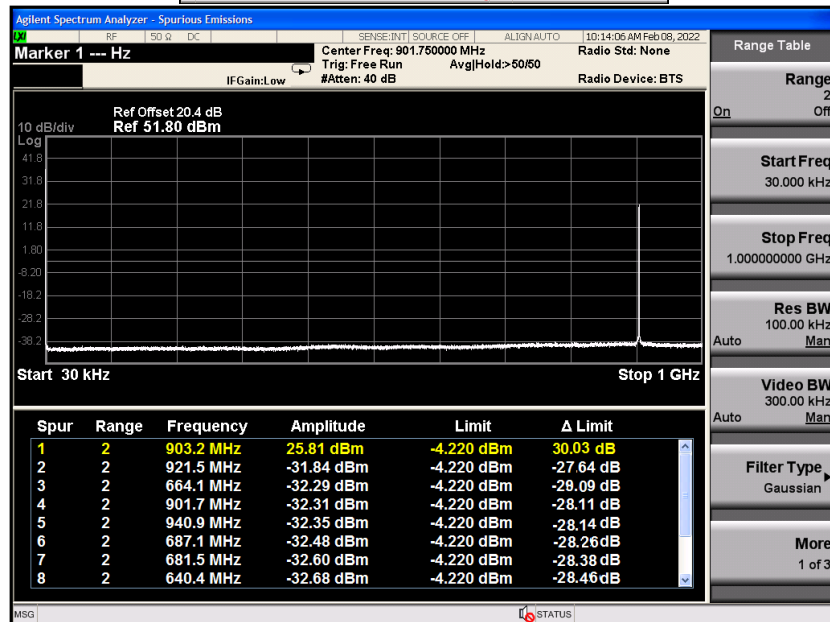 Agilent Spectrum Analyzer - Spurious Emissions
LXI RF 50 Ω DC SENSE:INT SOURCE OFF ALIGN AUTO 10:14:06 AM Feb 08, 2022
Marker 1 --- Hz
Center Freq: 901.750000 MHz
Radio Std: None
Trig: Free Run Avg|Hold:>50/50
IFGain:Low
#Atten: 40 dB
Radio Device: BTS
Ref Offset 20.4 dB
10 dB/div Ref 51.80 dBm
Log
41.8
31.8
21.8
11.8
1.80
-8.20
-18.2
-28.2
-38.2
Start 30 kHz Stop 1 GHz
Spur Range Frequency Amplitude Limit Δ Limit
1 2 903.2 MHz 25.81 dBm -4.220 dBm 30.03 dB
2 2 921.5 MHz -31.84 dBm -4.220 dBm -27.64 dB
3 2 664.1 MHz -32.29 dBm -4.220 dBm -28.09 dB
4 2 901.7 MHz -32.31 dBm -4.220 dBm -28.11 dB
5 2 940.9 MHz -32.35 dBm -4.220 dBm -28.14 dB
6 2 687.1 MHz -32.48 dBm -4.220 dBm -28.26 dB
7 2 681.5 MHz -32.60 dBm -4.220 dBm -28.38 dB
8 2 640.4 MHz -32.68 dBm -4.220 dBm -28.46 dB
MSG STATUS
Range Table
Range
2
On Off
Start Freq
30.000 kHz
Stop Freq
1.000000000 GHz
Res BW
100.00 kHz
Auto Man
Video BW
300.00 kHz
Auto Man
Filter Type
Gaussian
More
1 of 3